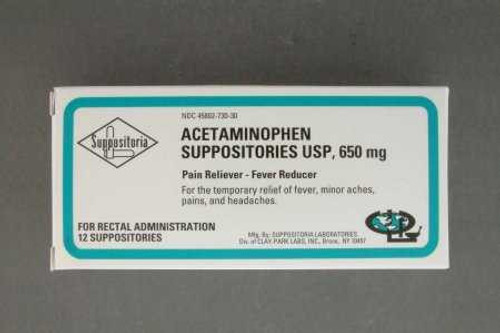 NDC 45802-730-30
Suppositoria
ACETAMINOPHEN
SUPPOSITORIES USP, 650 mg
Pain Reliever - Fever Reducer
For the temporary relief of fever, minor aches,
pains, and headaches.
FOR RECTAL ADMINISTRATION
12 SUPPOSITORIES
Mfg. By: SUPPOSITORIA LABORATORIES
Div. of CLAY-PARK LABS, INC., Bronx, NY 10457